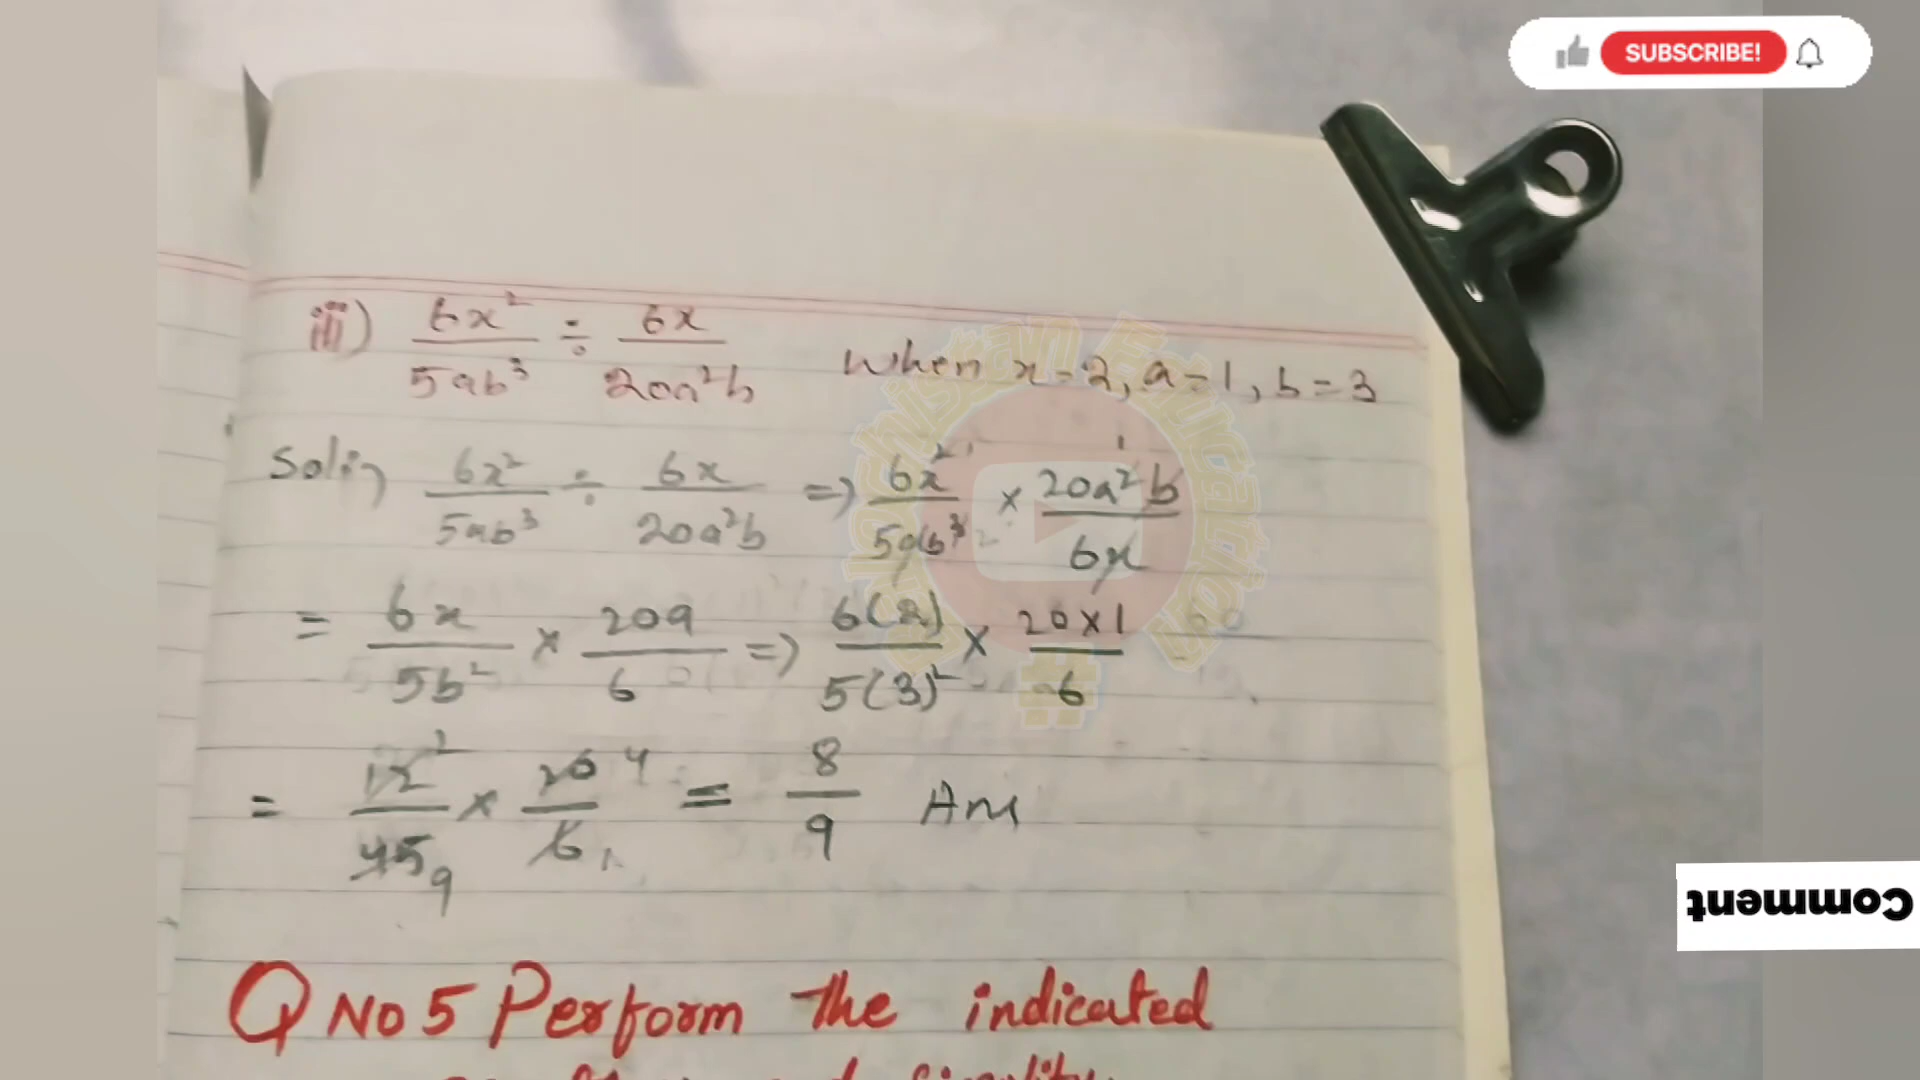 SUBSCRIBE!
iii) 6x²/5ab³ ÷ 6x/20a²b When x=2, a=1, b=3
Sol:; 6x²/5ab³ ÷ 6x/20a²b => 6x²/5ab³ × 20a²b/6x
= 6x/5b² × 20a/6 => 6(2)/5(3)² × 20×1/6
= 12/45 × 20/6 = 8/9 Ans
Comment
Q No 5 Perform the indicated
Balochistan Education #